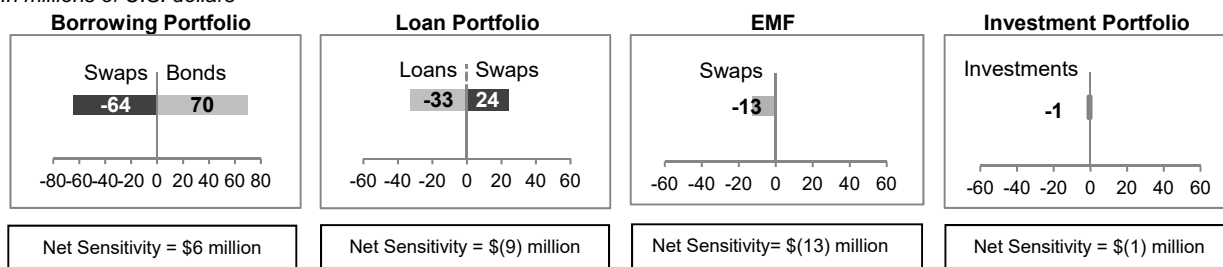 In millions of U.S. dollars
Borrowing Portfolio
Swaps Bonds
-64 70
-80-60-40-20 0 20 40 60 80
Net Sensitivity = $6 million
Loan Portfolio
Loans Swaps
-33 24
-60 -40 -20 0 20 40 60
Net Sensitivity = $(9) million
EMF
Swaps
-13
-60 -40 -20 0 20 40 60
Net Sensitivity= $(13) million
Investment Portfolio
Investments
-1
-60 -40 -20 0 20 40 60
Net Sensitivity = $(1) million